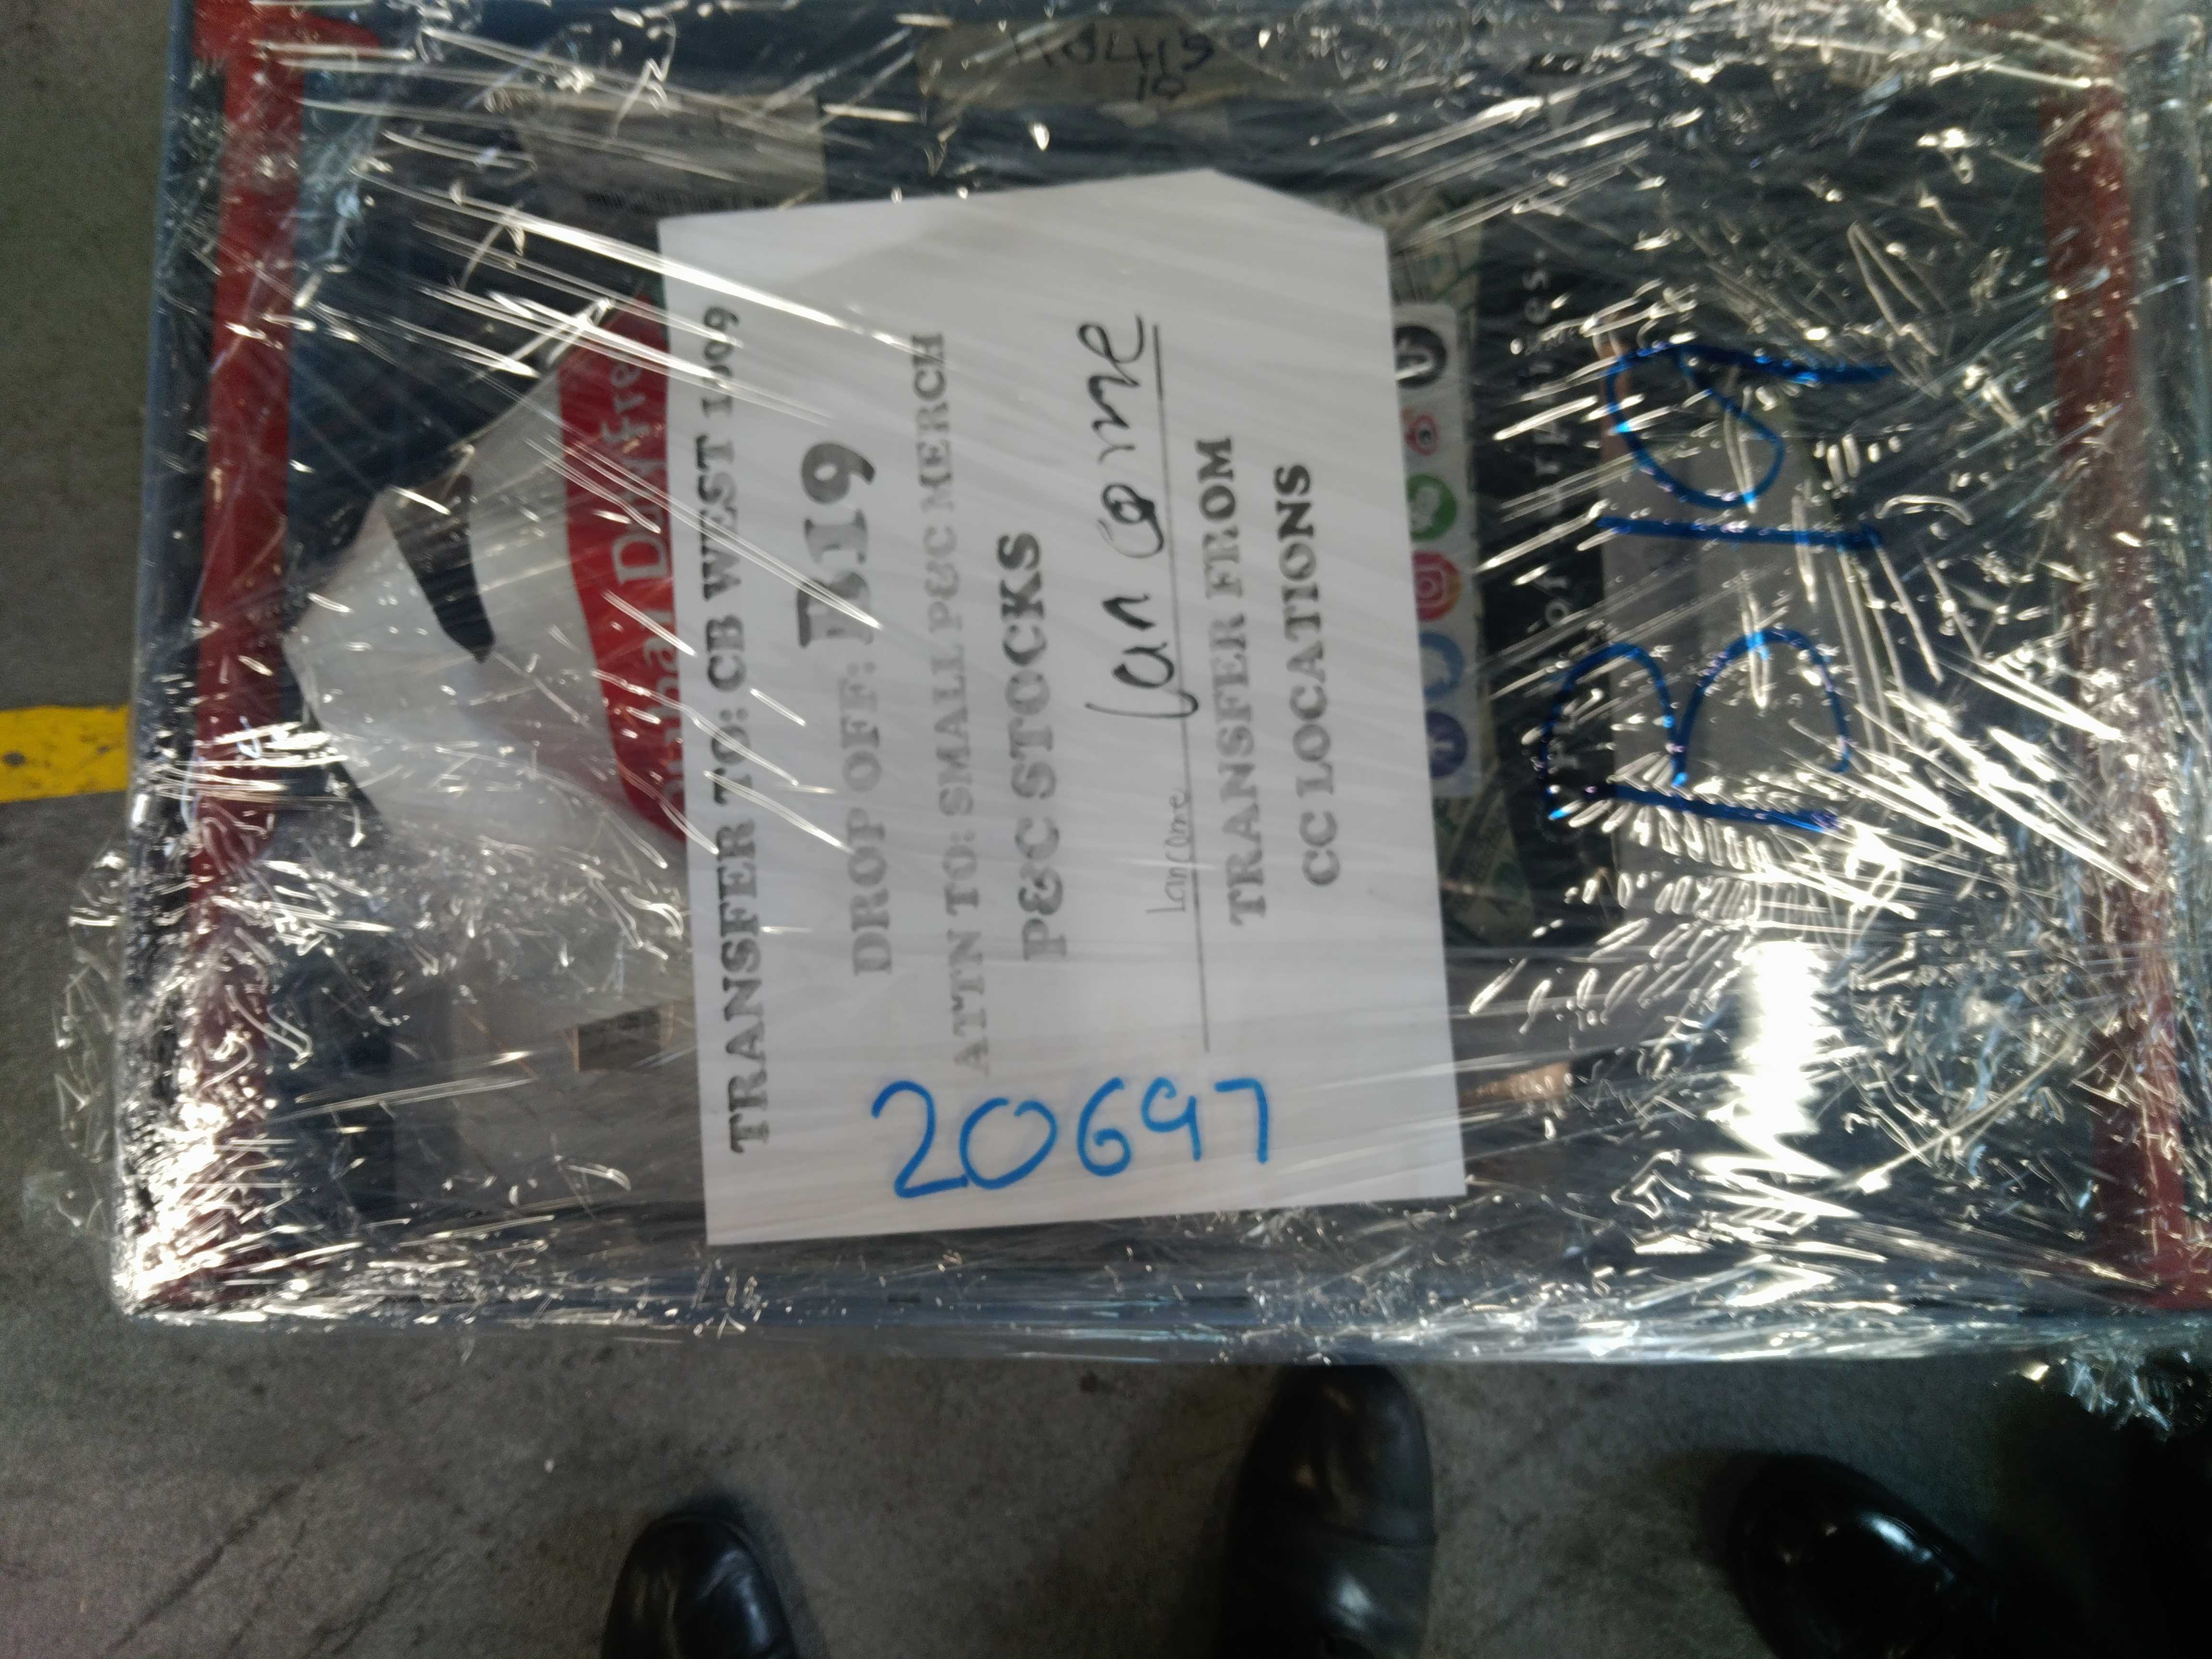 TRANSFER TO: CB WEST 1009
DROP OFF: B19
ATTN TO: SMALL P&C MERCH
P&C STOCKS
Lancome lancome
TRANSFER FROM
CC LOCATIONS
20697
B19